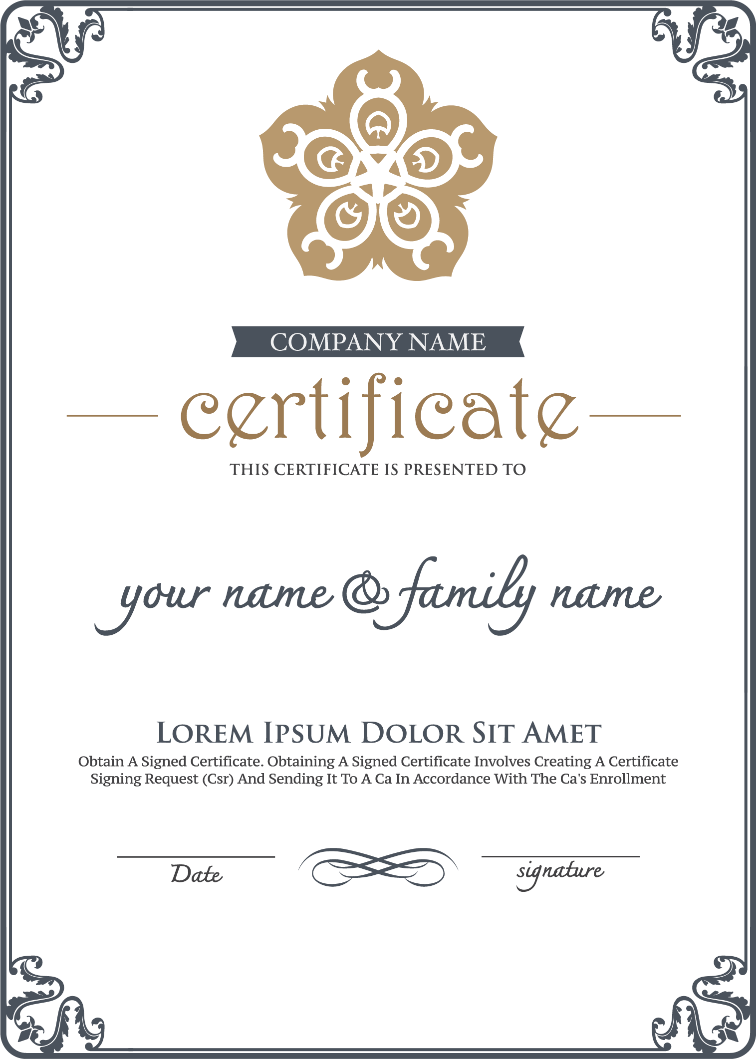 COMPANY NAME
certificate
THIS CERTIFICATE IS PRESENTED TO
your name & family name
Lorem Ipsum Dolor Sit Amet
Obtain A Signed Certificate. Obtaining A Signed Certificate Involves Creating A Certificate
Signing Request (Csr) And Sending It To A Ca In Accordance With The Ca's Enrollment
Date
signature